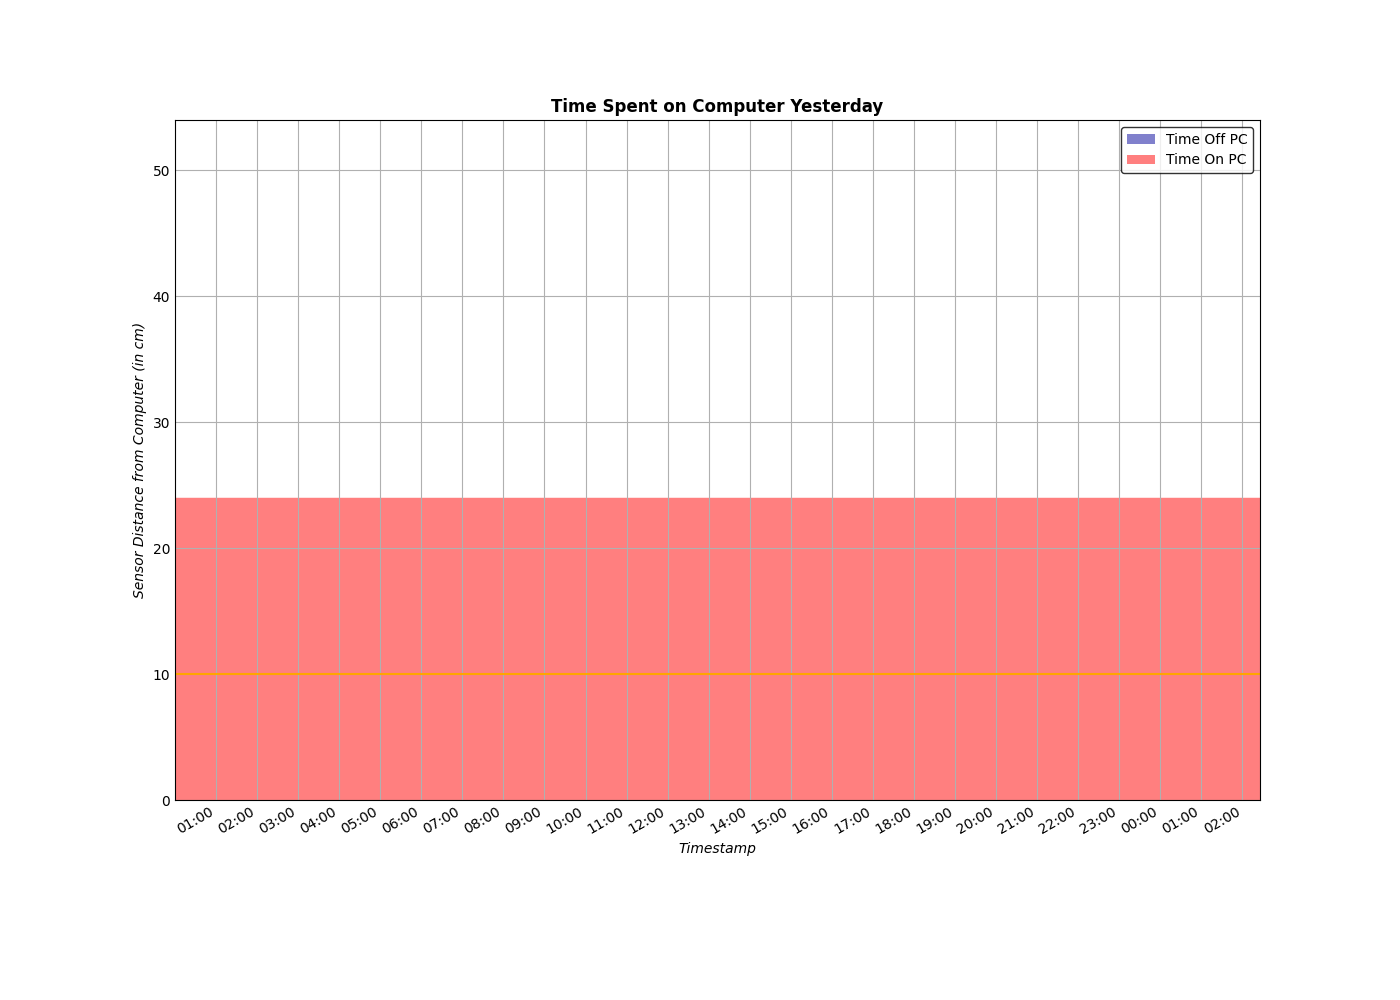 Time Spent on Computer Yesterday
Time Off PC
Time On PC
50
40
30
20
10
0
Sensor Distance from Computer (in cm)
01:00 02:00 03:00 04:00 05:00 06:00 07:00 08:00 09:00 10:00 11:00 12:00 13:00 14:00 15:00 16:00 17:00 18:00 19:00 20:00 21:00 22:00 23:00 00:00 01:00 02:00
Timestamp